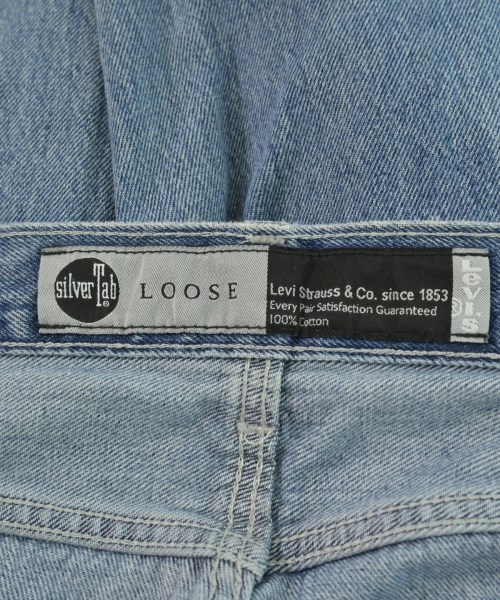 silverTab®
LOOSE
Levi Strauss & Co. since 1853
Every Pair Satisfaction Guaranteed
100% Cotton
Levi's
®